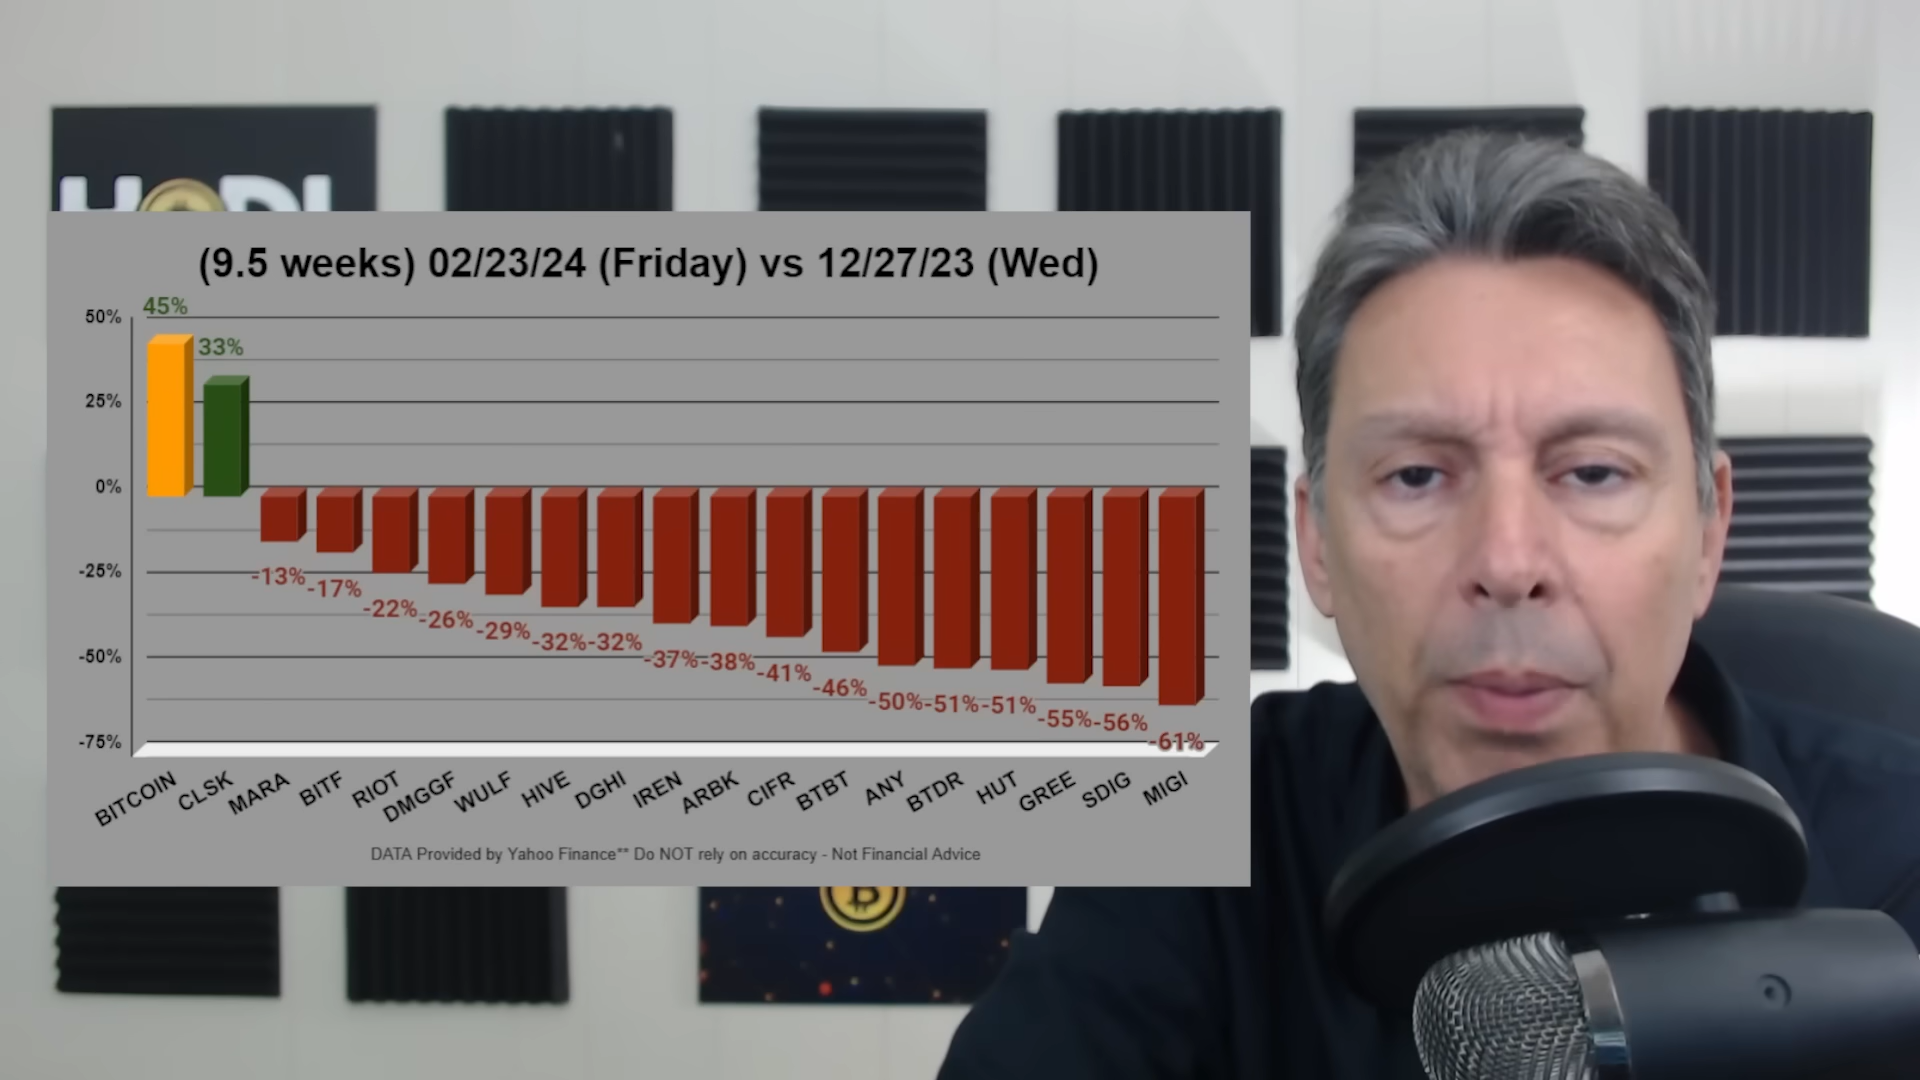 HODL
(9.5 weeks) 02/23/24 (Friday) vs 12/27/23 (Wed)
45%
33%
50%
25%
0%
-25%
-50%
-75%
-13%
-17%
-22%
-26%
-29%
-32%
-32%
-37%
-38%
-41%
-46%
-50%
-51%
-51%
-55%
-56%
-61%
BITCOIN
CLSK
MARA
BITF
RIOT
DMGGF
WULF
HIVE
DGHI
IREN
ARBK
CIFR
BTBT
ANY
BTDR
HUT
GREE
SDIG
MIGI
DATA Provided by Yahoo Finance** Do NOT rely on accuracy - Not Financial Advice